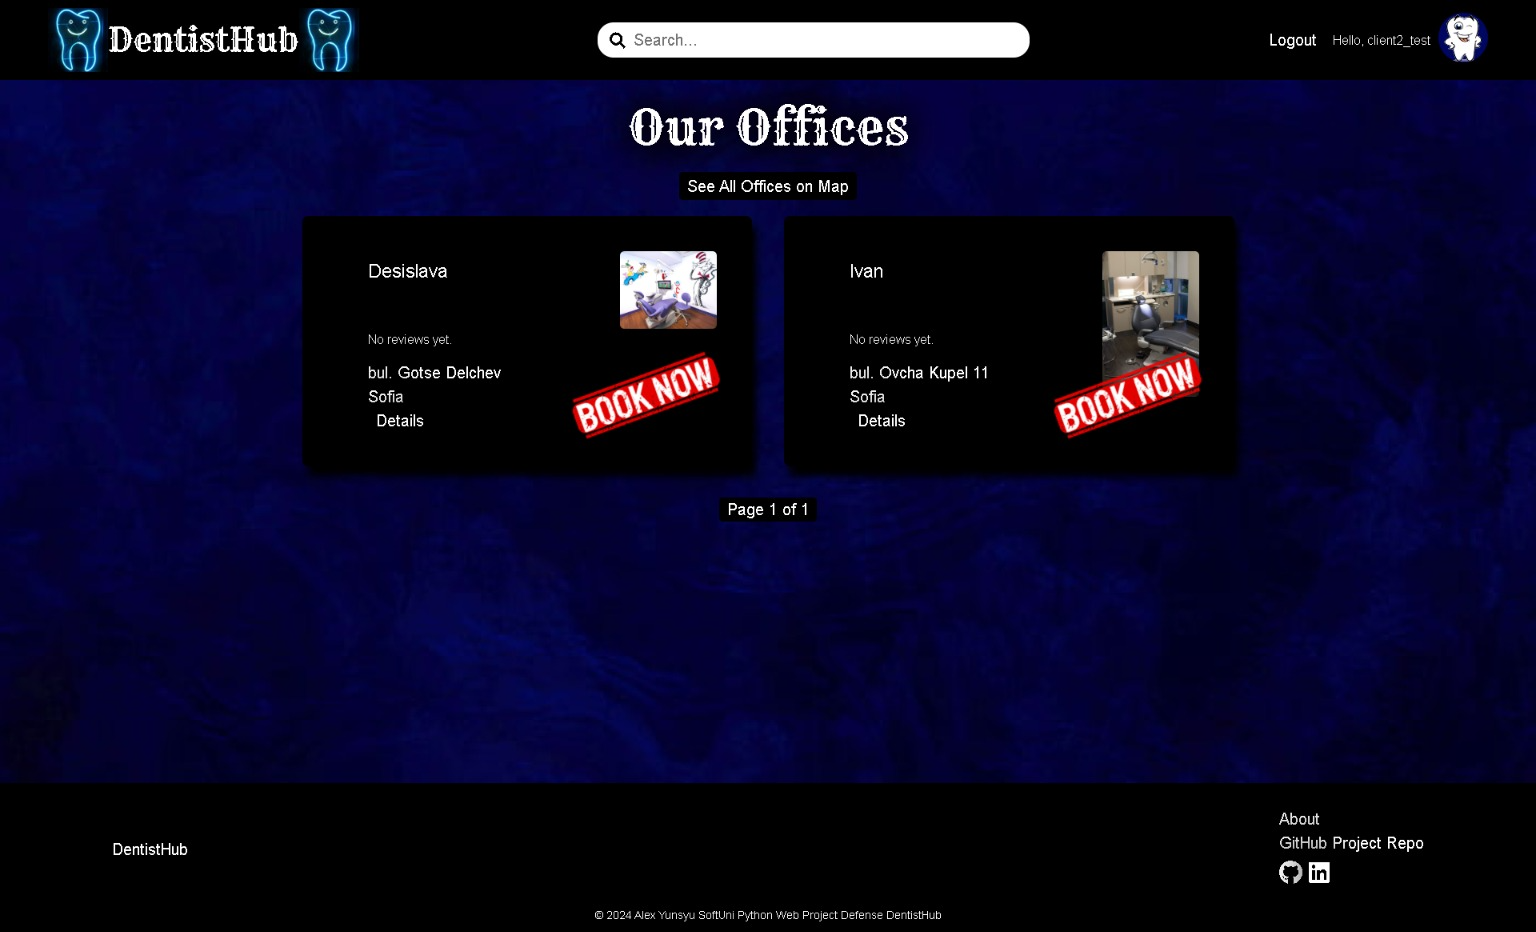 DentistHub
Search...
Logout
Hello, client2_test
Our Offices
See All Offices on Map
Desislava
No reviews yet.
bul. Gotse Delchev
Sofia
Details
BOOK NOW
Ivan
No reviews yet.
bul. Ovcha Kupel 11
Sofia
Details
BOOK NOW
Page 1 of 1
DentistHub
About
GitHub Project Repo
© 2024 Alex Yunsyu SoftUni Python Web Project Defense DentistHub